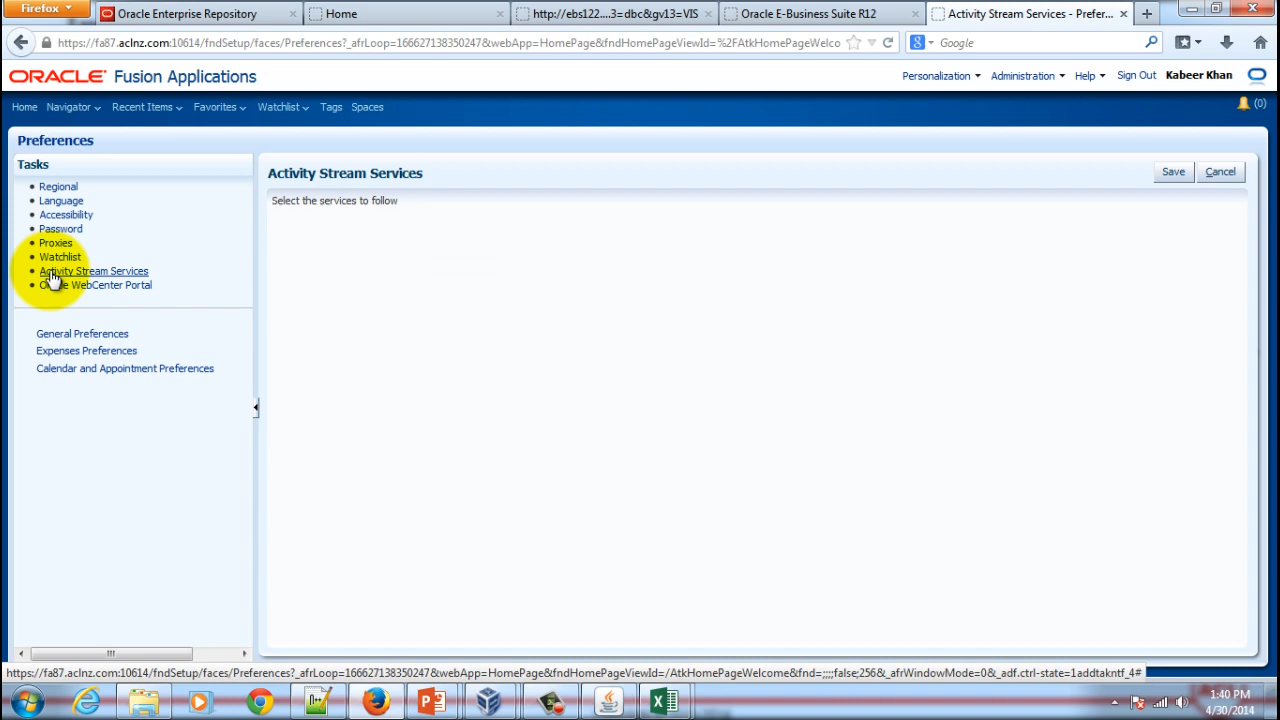 Firefox
Oracle Enterprise Repository
Home
http://ebs122....3=dbc&gv13=VIS
Oracle E-Business Suite R12
Activity Stream Services - Prefer...
https://fa87.aclnz.com:10614/fndSetup/faces/Preferences?_afrLoop=166627138350247&webApp=HomePage&fndHomePageViewId=%2FAtkHomePageWelco
Google
ORACLE Fusion Applications
Personalization Administration Help Sign Out Kabeer Khan
Home Navigator Recent Items Favorites Watchlist Tags Spaces
(0)
Preferences
Tasks
Regional
Language
Accessibility
Password
Proxies
Watchlist
Activity Stream Services
WebCenter Portal
General Preferences
Expenses Preferences
Calendar and Appointment Preferences
Activity Stream Services
Save Cancel
Select the services to follow
https://fa87.aclnz.com:10614/fndSetup/faces/Preferences?_afrLoop=166627138350247&webApp=HomePage&fndHomePageViewId=/AtkHomePageWelcome&fnd=;;;;false;256&_afrWindowMode=0&_adf.ctrl-state=1addtakntf_4#
1:40 PM
4/30/2014